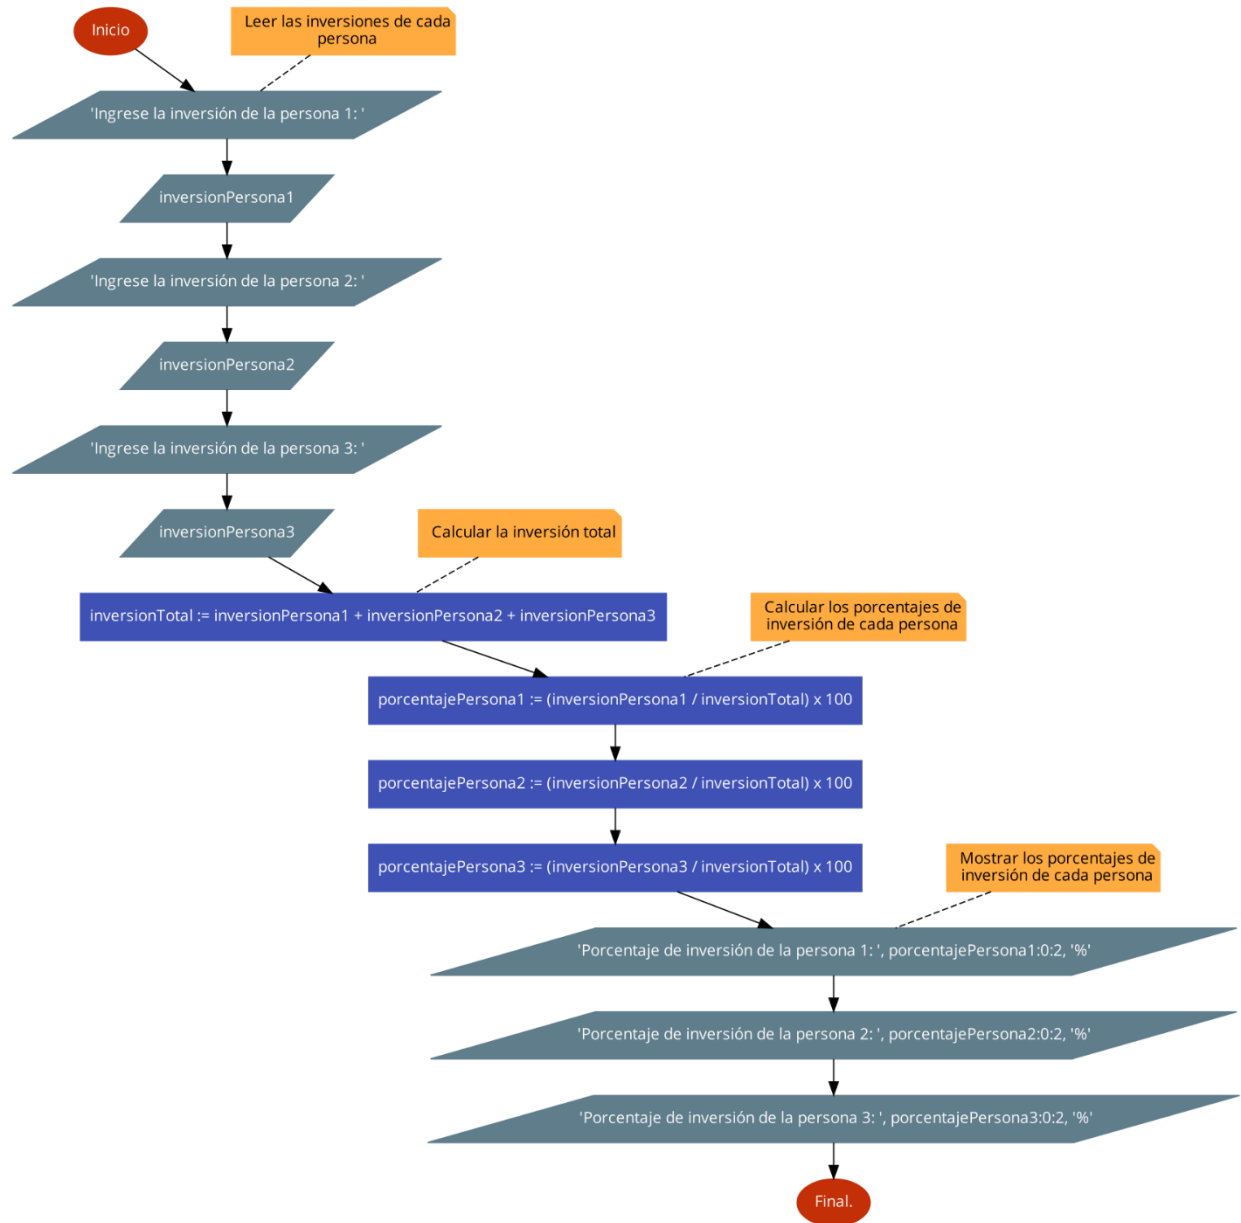 Inicio
Leer las inversiones de cada
persona
'Ingrese la inversión de la persona 1: '
inversionPersona1
'Ingrese la inversión de la persona 2: '
inversionPersona2
'Ingrese la inversión de la persona 3: '
inversionPersona3
Calcular la inversión total
inversionTotal := inversionPersona1 + inversionPersona2 + inversionPersona3
Calcular los porcentajes de
inversión de cada persona
porcentajePersona1 := (inversionPersona1 / inversionTotal) x 100
porcentajePersona2 := (inversionPersona2 / inversionTotal) x 100
porcentajePersona3 := (inversionPersona3 / inversionTotal) x 100
Mostrar los porcentajes de
inversión de cada persona
'Porcentaje de inversión de la persona 1: ', porcentajePersona1:0:2, '%'
'Porcentaje de inversión de la persona 2: ', porcentajePersona2:0:2, '%'
'Porcentaje de inversión de la persona 3: ', porcentajePersona3:0:2, '%'
Final.